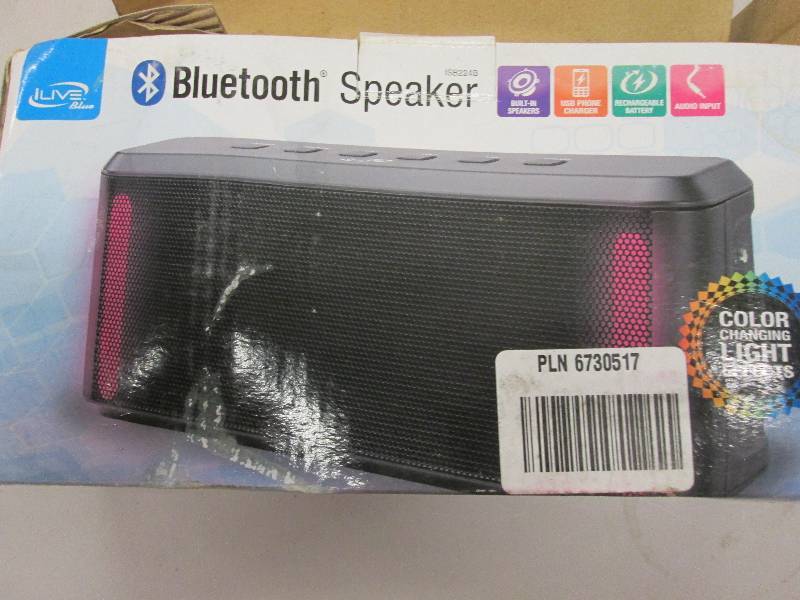 iLIVE
Blue
Bluetooth® Speaker
ISB224B
BUILT-IN
SPEAKERS
USB PHONE
CHARGER
RECHARGEABLE
BATTERY
AUDIO INPUT
COLOR
CHANGING
LIGHT
EFFECTS
PLN 6730517